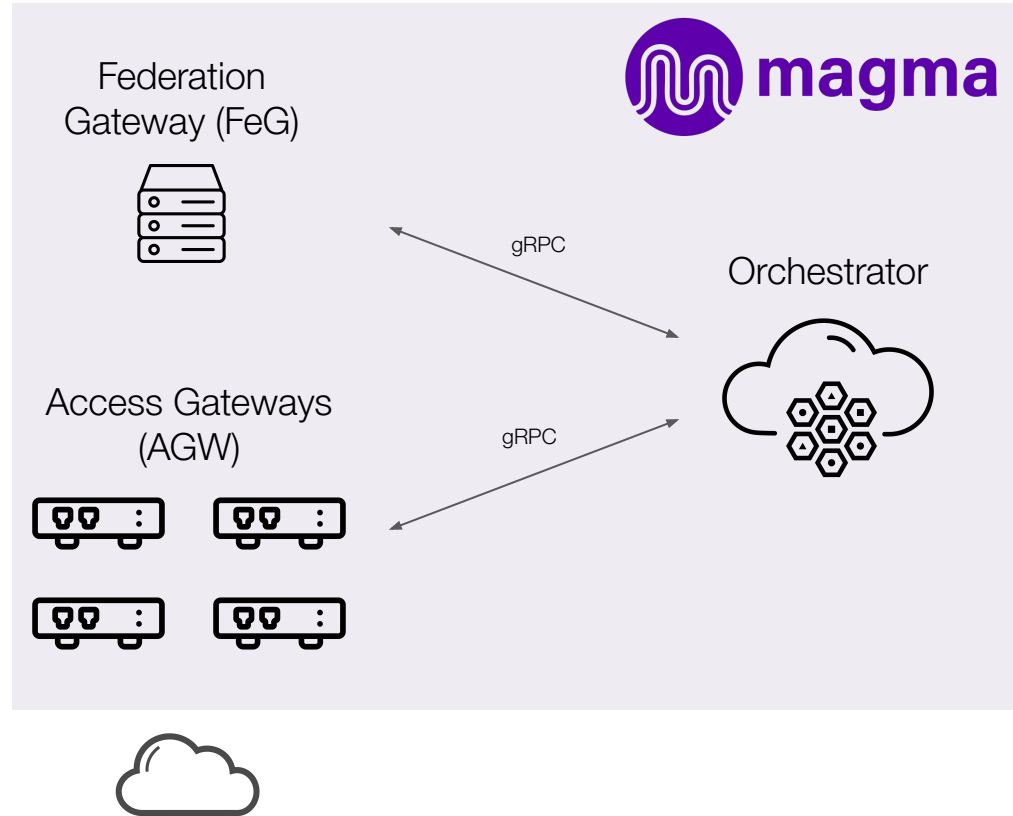 Federation
Gateway (FeG)
magma
gRPC
Orchestrator
Access Gateways
(AGW)
gRPC